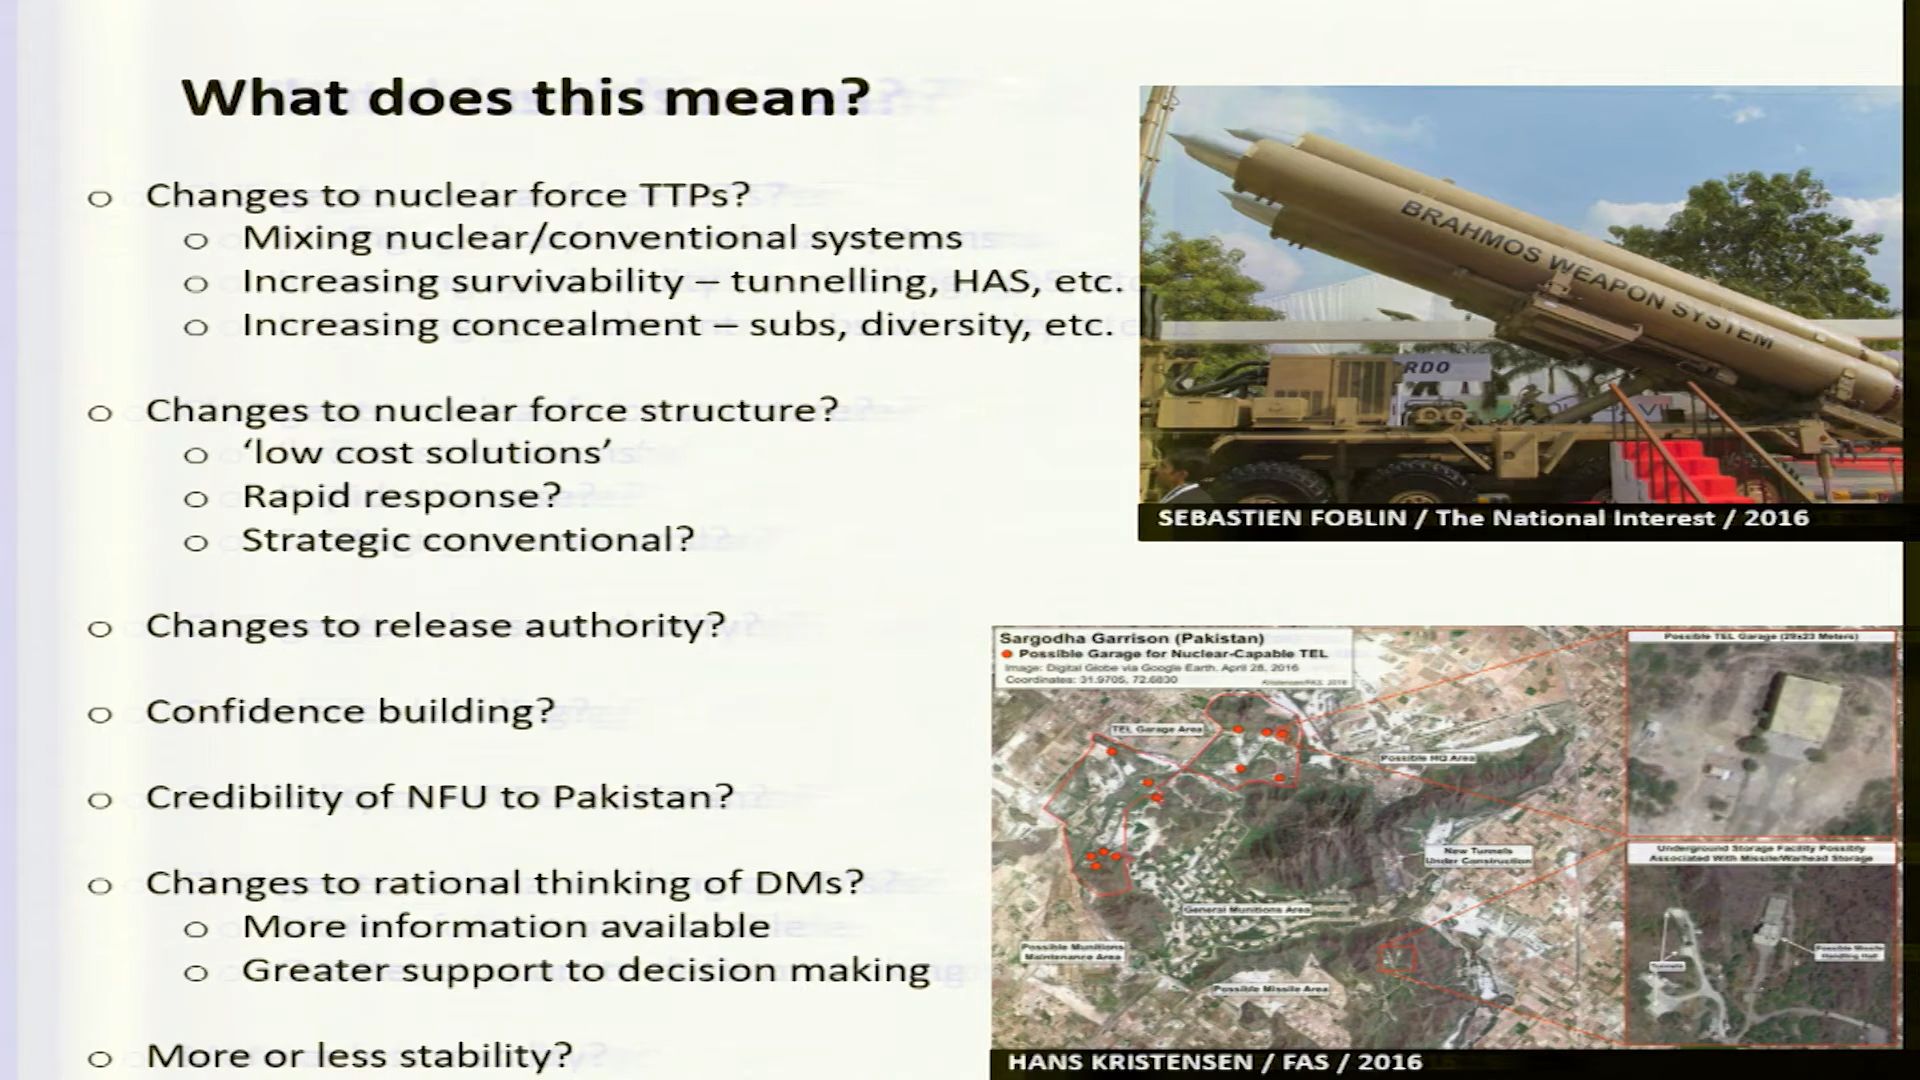 What does this mean?
Changes to nuclear force TTPs?
Mixing nuclear/conventional systems
Increasing survivability – tunnelling, HAS, etc.
Increasing concealment – subs, diversity, etc.
Changes to nuclear force structure?
‘low cost solutions’
Rapid response?
Strategic conventional?
Changes to release authority?
Confidence building?
Credibility of NFU to Pakistan?
Changes to rational thinking of DMs?
More information available
Greater support to decision making
More or less stability?
BRAHMOS WEAPON SYSTEM
RDO
SEBASTIEN FOBLIN / The National Interest / 2016
Sargodha Garrison (Pakistan)
Possible Garage for Nuclear-Capable TEL
Image: Digital Globe via Google Earth, April 28, 2016
Coordinates: 31.9705, 72.6830
Possible TEL Garage (29x23 Meters)
TEL Garage Area
Possible HQ Area
New Tunnels
Under Construction
Underground Storage Facility Possibly
Associated With Missile/Warhead Storage
General Munitions Area
Possible Munitions
Maintenance Area
Possible Missile Area
Tunnels
Possible Missile
Handling Hall
HANS KRISTENSEN / FAS / 2016